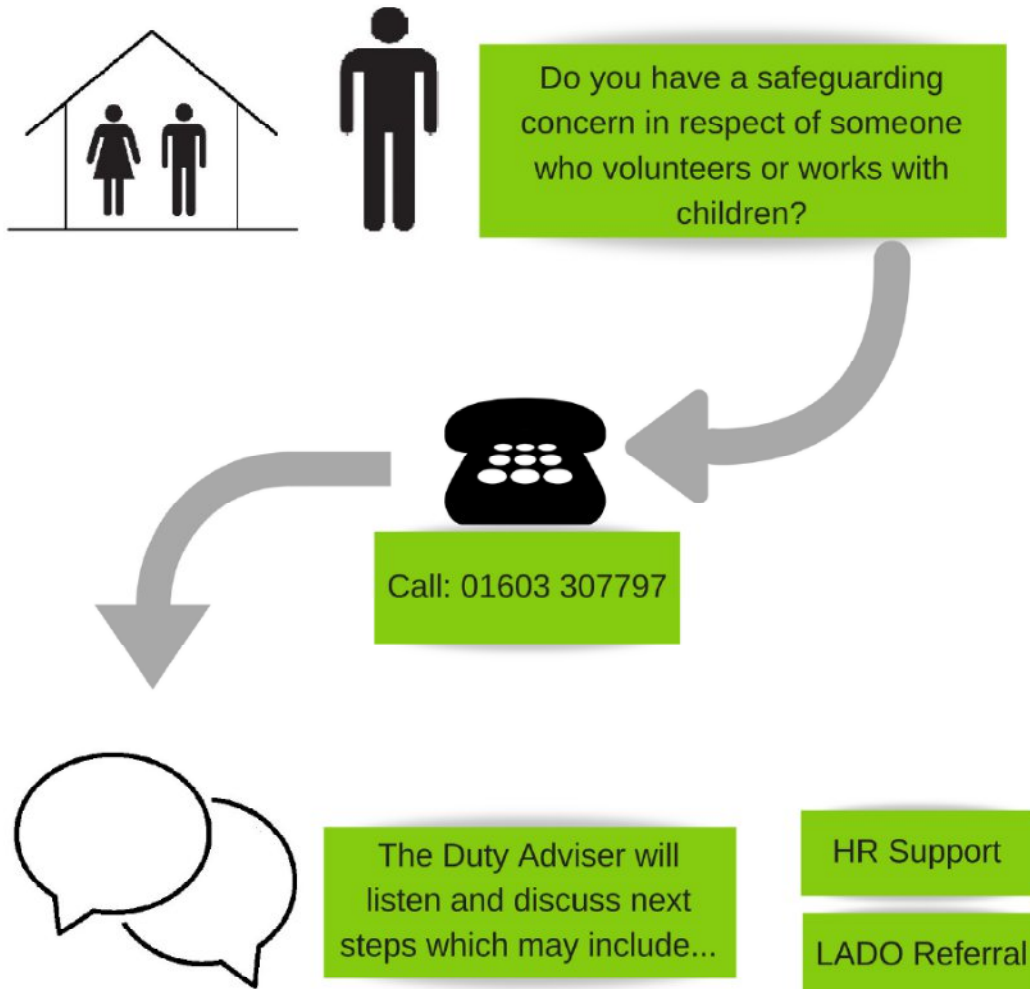 Do you have a safeguarding
concern in respect of someone
who volunteers or works with
children?
Call: 01603 307797
The Duty Adviser will
listen and discuss next
steps which may include...
HR Support
LADO Referral